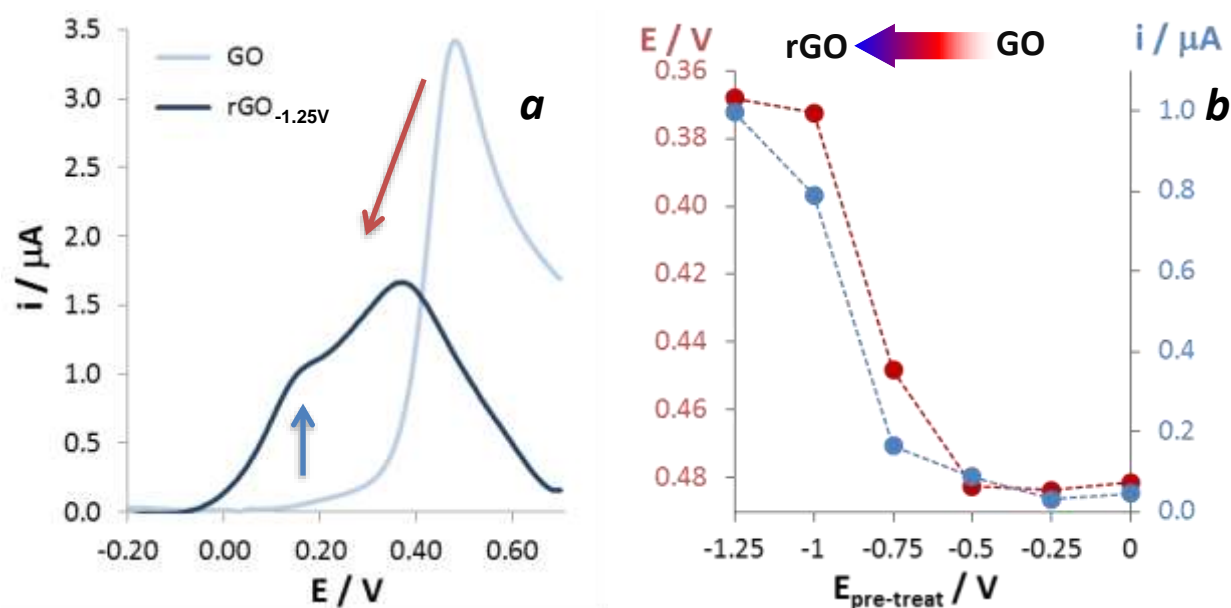 3.5
3.0
2.5
2.0
1.5
1.0
0.5
0.0
i / μA
GO
rGO-1.25V
a
-0.20 0.00 0.20 0.40 0.60
E / V
E / V
rGO GO
i / μA
b
0.36
0.38
0.40
0.42
0.44
0.46
0.48
1.0
0.8
0.6
0.4
0.2
0.0
-1.25 -1 -0.75 -0.5 -0.25 0
Epre-treat / V